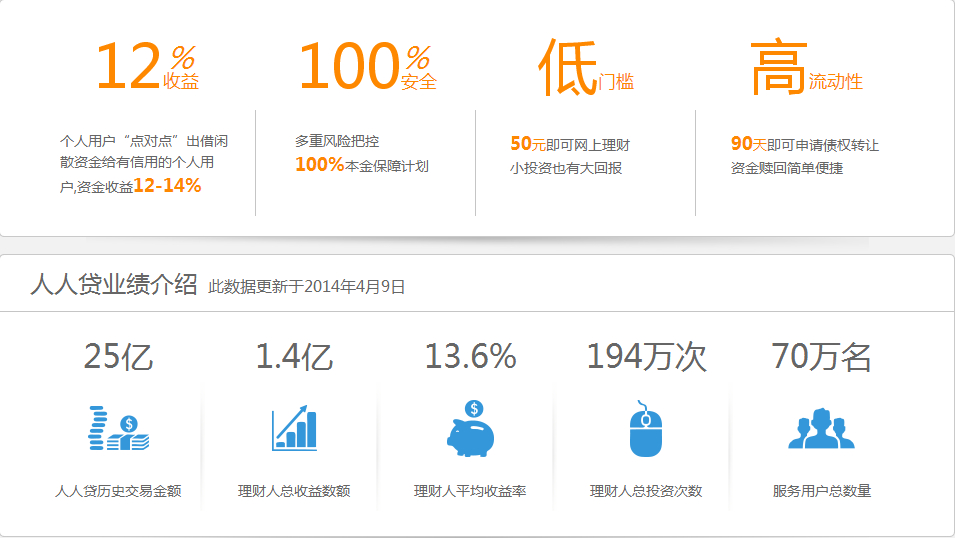 12%收益
100%安全
低门槛
高流动性
个人用户“点对点”出借闲
散资金给有信用的个人用
户,资金收益12-14%
多重风险把控
100%本金保障计划
50元即可网上理财
小投资也有大回报
90天即可申请债权转让
资金赎回简单便捷
人人贷业绩介绍 此数据更新于2014年4月9日
25亿
1.4亿
13.6%
194万次
70万名
$
$
人人贷历史交易金额
理财人总收益数额
理财人平均收益率
理财人总投资次数
服务用户总数量